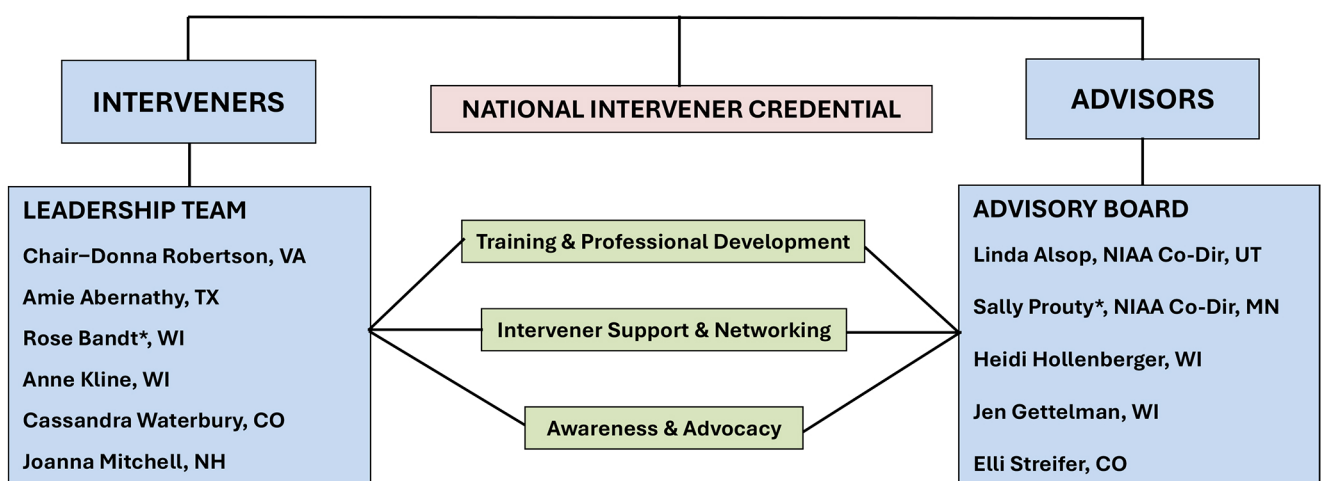 INTERVENERS
NATIONAL INTERVENER CREDENTIAL
ADVISORS
LEADERSHIP TEAM
Chair–Donna Robertson, VA
Amie Abernathy, TX
Rose Bandt*, WI
Anne Kline, WI
Cassandra Waterbury, CO
Joanna Mitchell, NH
Training & Professional Development
Intervener Support & Networking
Awareness & Advocacy
ADVISORY BOARD
Linda Alsop, NIAA Co-Dir, UT
Sally Prouty*, NIAA Co-Dir, MN
Heidi Hollenberger, WI
Jen Gettelman, WI
Elli Streifer, CO